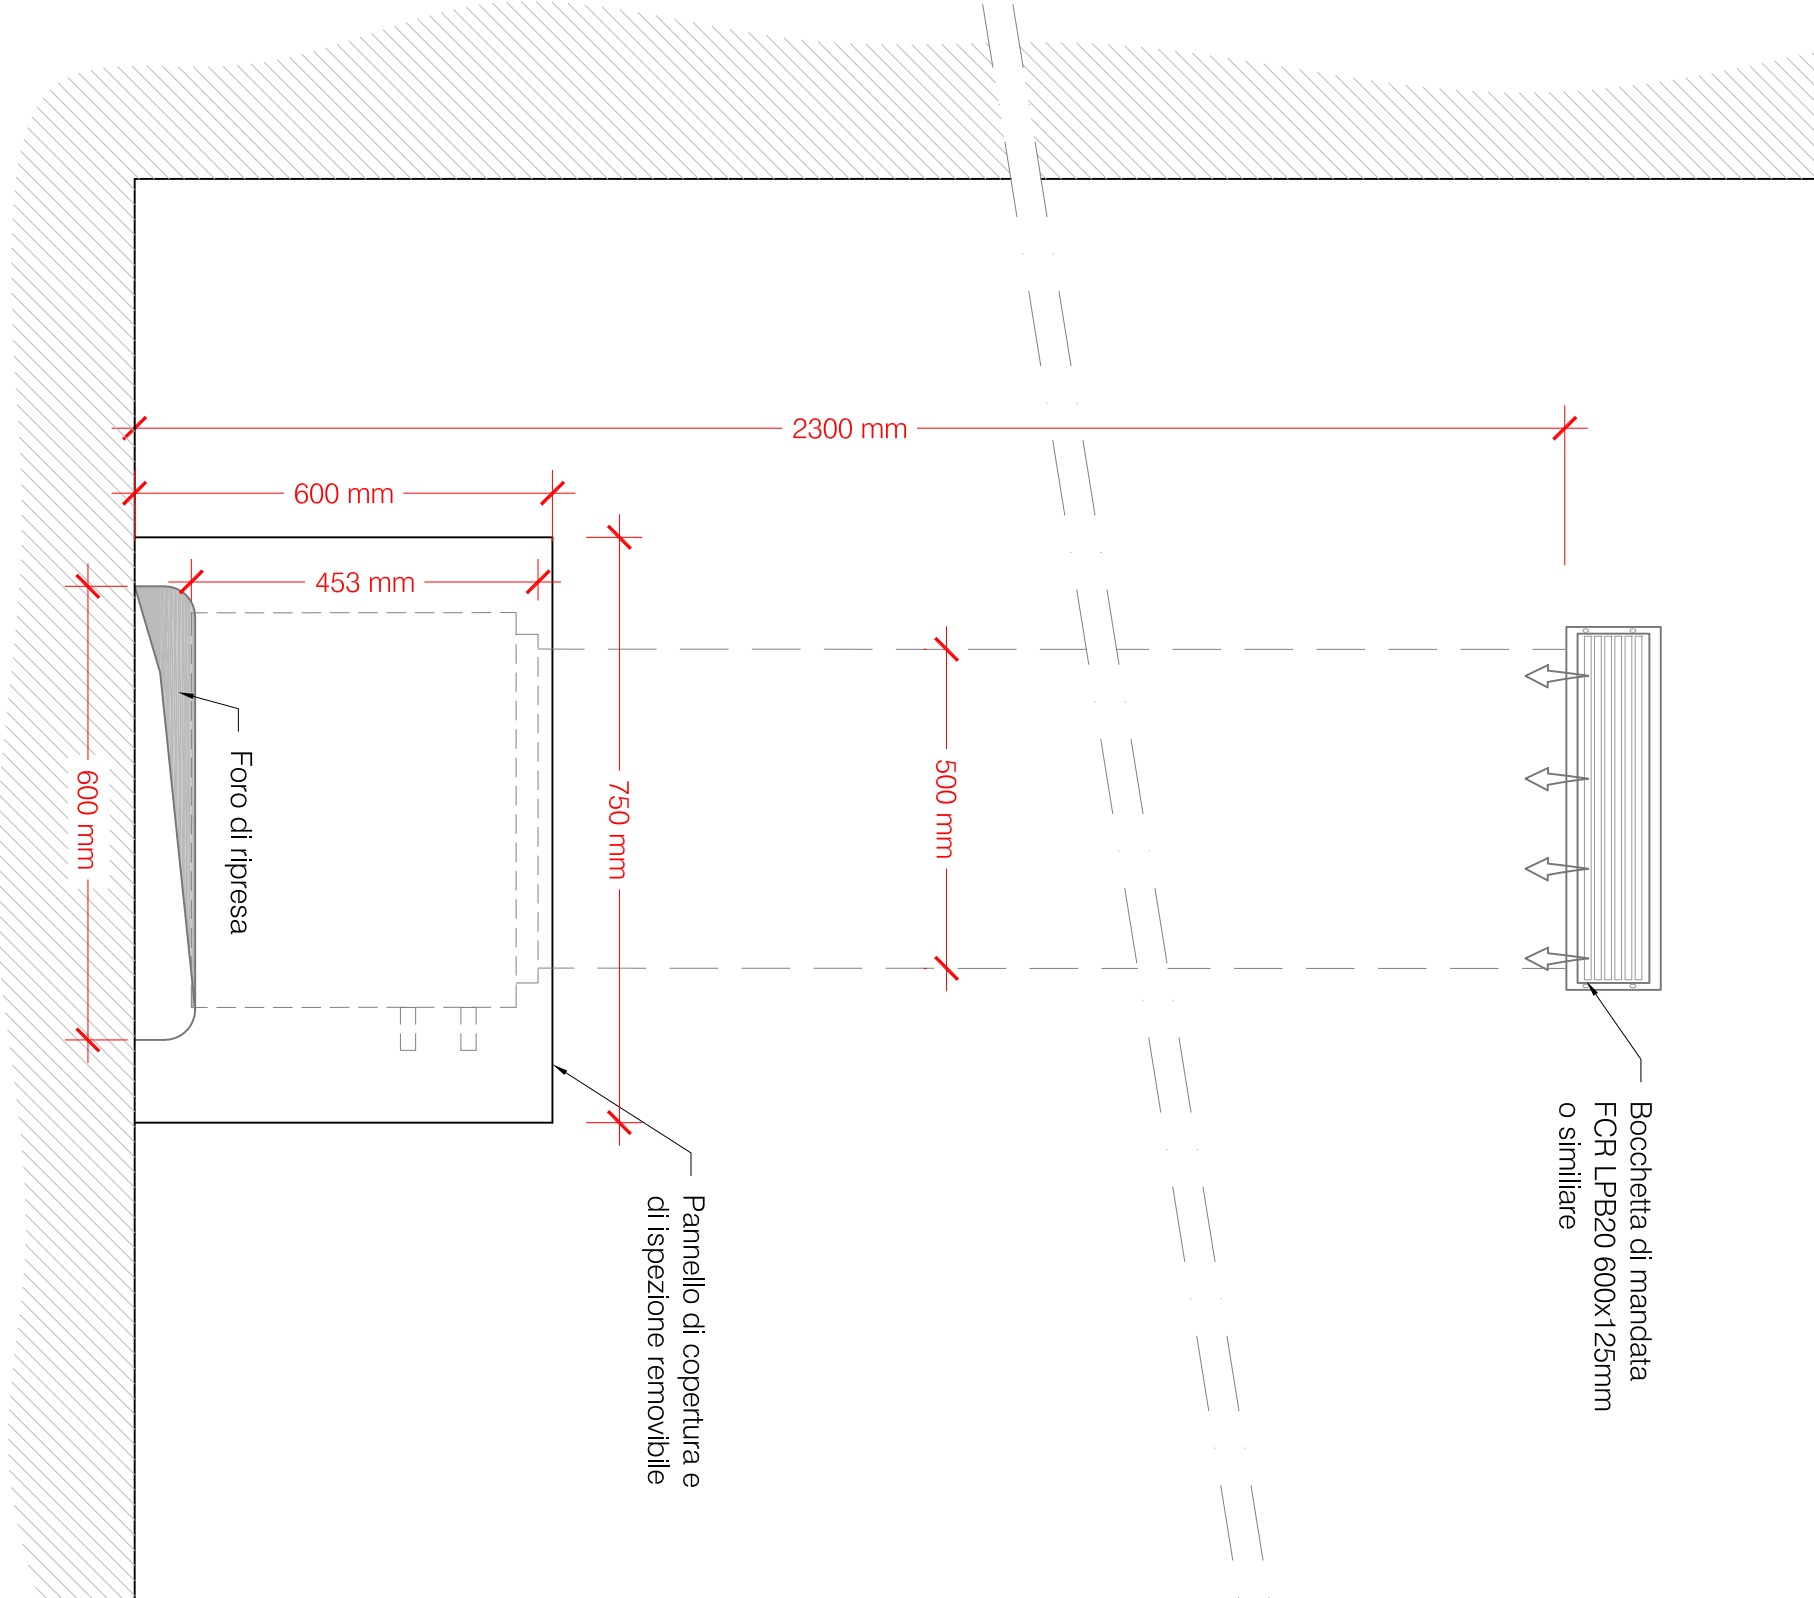 2300 mm
600 mm
453 mm
600 mm
750 mm
500 mm
Foro di ripresa
Bocchetta di mandata
FCR LPB20 600x125mm
o similiare
Pannello di copertura e
di ispezione removibile